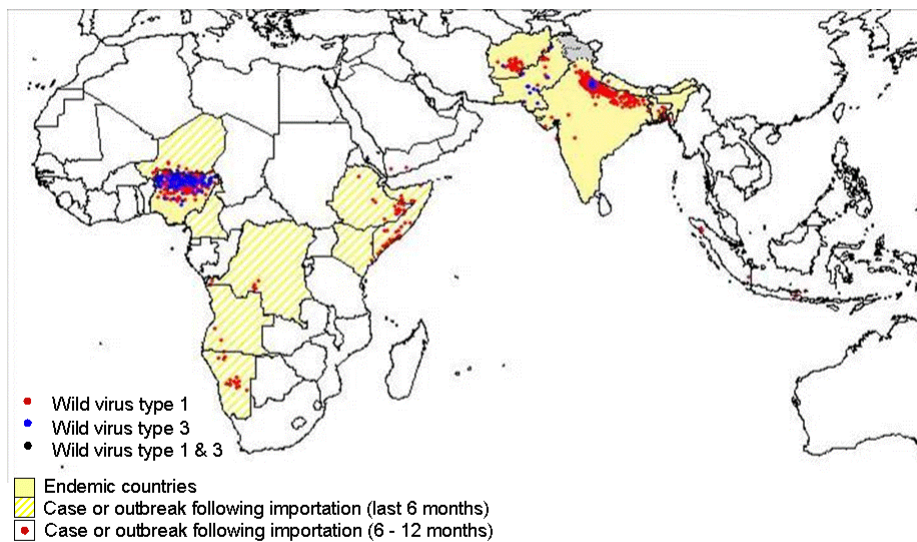 Wild virus type 1
Wild virus type 3
Wild virus type 1 & 3
Endemic countries
Case or outbreak following importation (last 6 months)
Case or outbreak following importation (6 - 12 months)